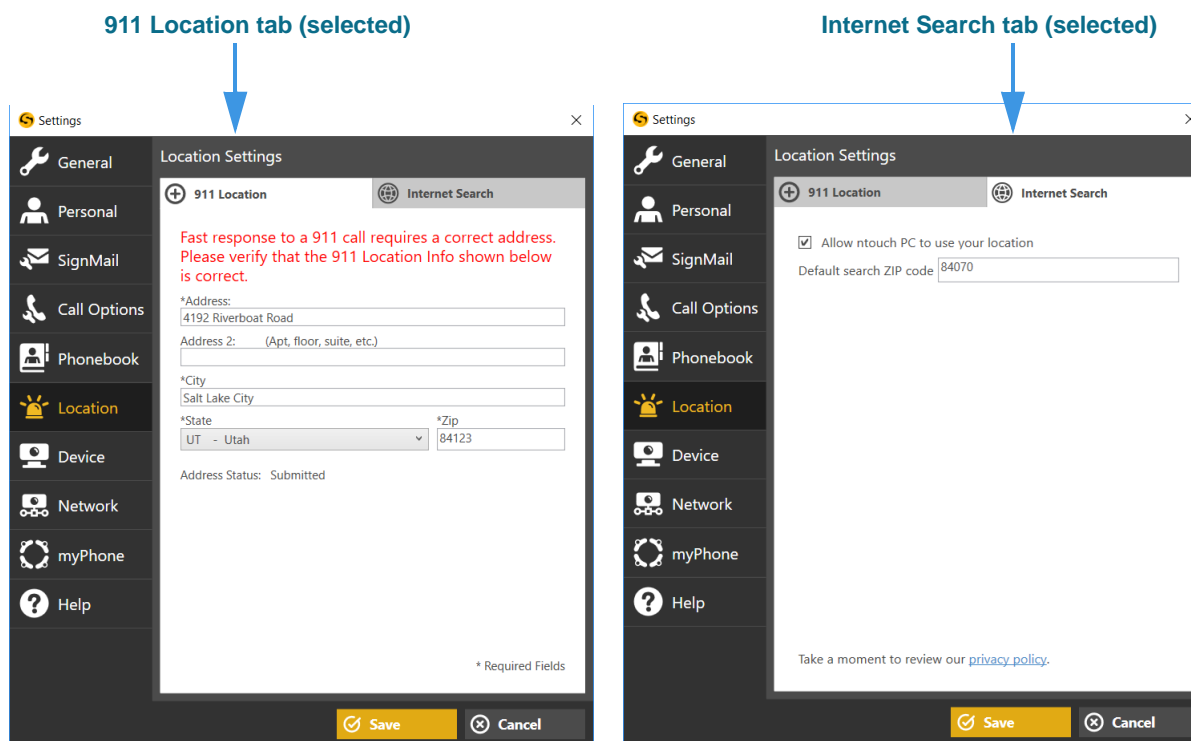 911 Location tab (selected)
Settings
General
Personal
SignMail
Call Options
Phonebook
Location
Device
Network
myPhone
Help
Location Settings
911 Location
Internet Search
Fast response to a 911 call requires a correct address.
Please verify that the 911 Location Info shown below
is correct.
*Address:
4192 Riverboat Road
Address 2: (Apt, floor, suite, etc.)
*City
Salt Lake City
*State *Zip
UT - Utah 84123
Address Status: Submitted
* Required Fields
Save Cancel
Internet Search tab (selected)
Settings
General
Personal
SignMail
Call Options
Phonebook
Location
Device
Network
myPhone
Help
Location Settings
911 Location
Internet Search
Allow ntouch PC to use your location
Default search ZIP code 84070
Take a moment to review our privacy policy.
Save Cancel